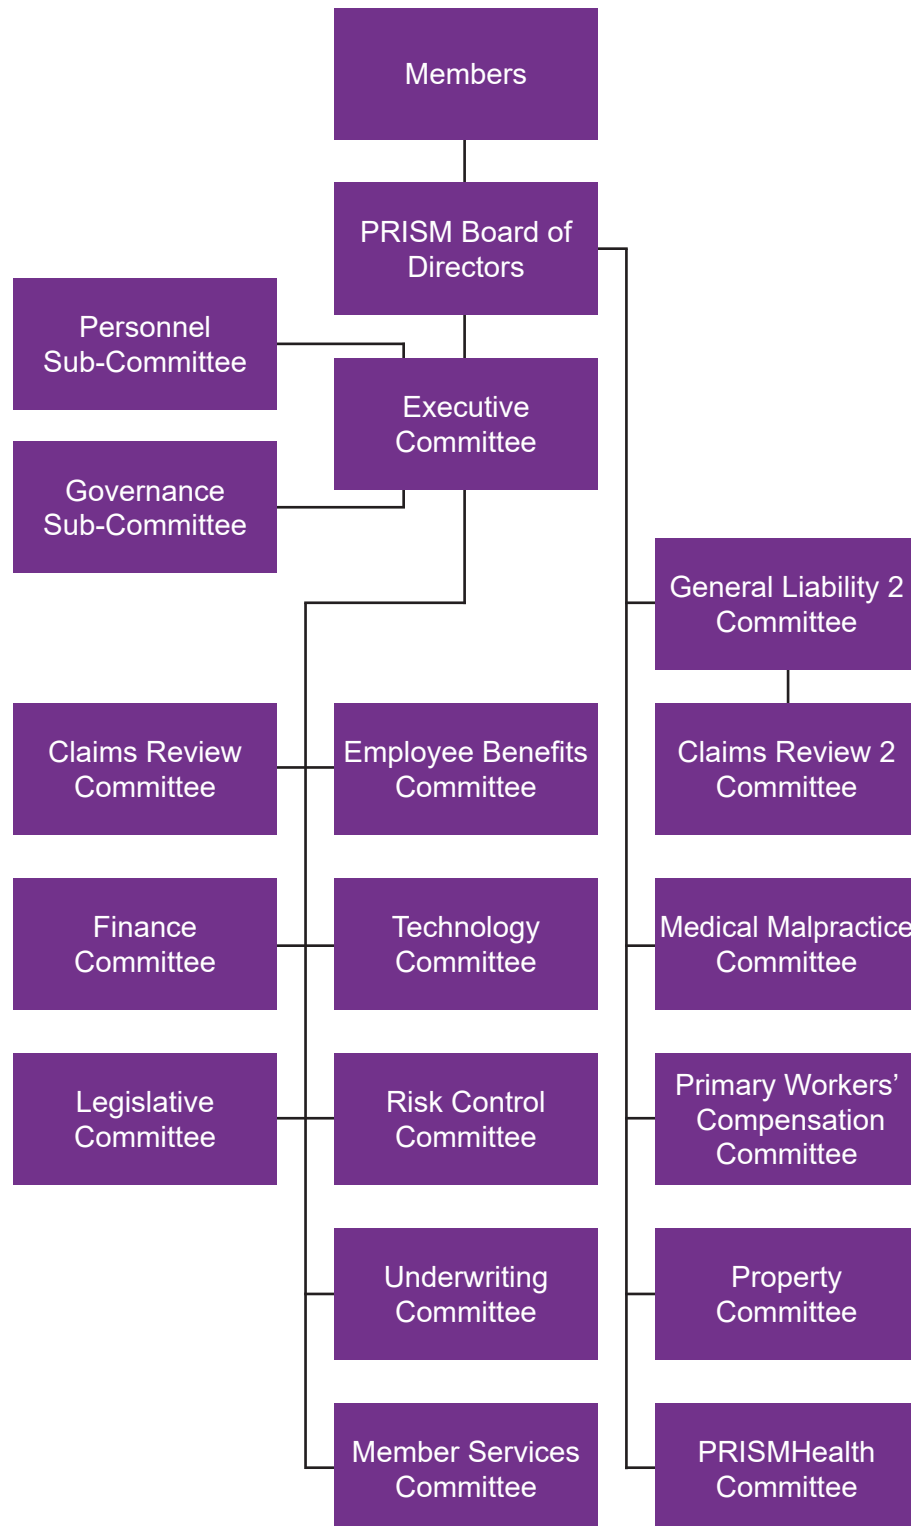 Members
PRISM Board of
Directors
Personnel
Sub-Committee
Executive
Committee
Governance
Sub-Committee
General Liability 2
Committee
Claims Review
Committee
Employee Benefits
Committee
Claims Review 2
Committee
Finance
Committee
Technology
Committee
Medical Malpractice
Committee
Legislative
Committee
Risk Control
Committee
Primary Workers’
Compensation
Committee
Underwriting
Committee
Property
Committee
Member Services
Committee
PRISMHealth
Committee